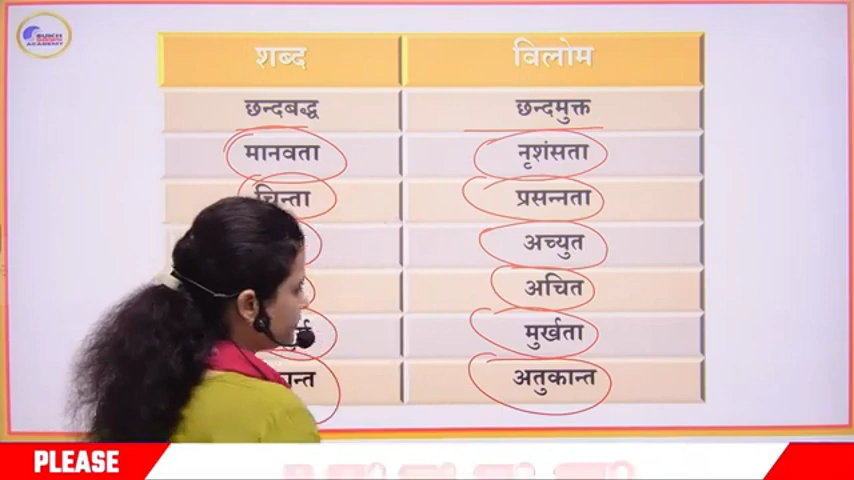 शब्द विलोम
छन्दबद्ध छन्दमुक्त
मानवता नृशंसता
चिन्ता प्रसन्नता
अच्युत
अचित
मुर्खता
अतुकान्त
PLEASE